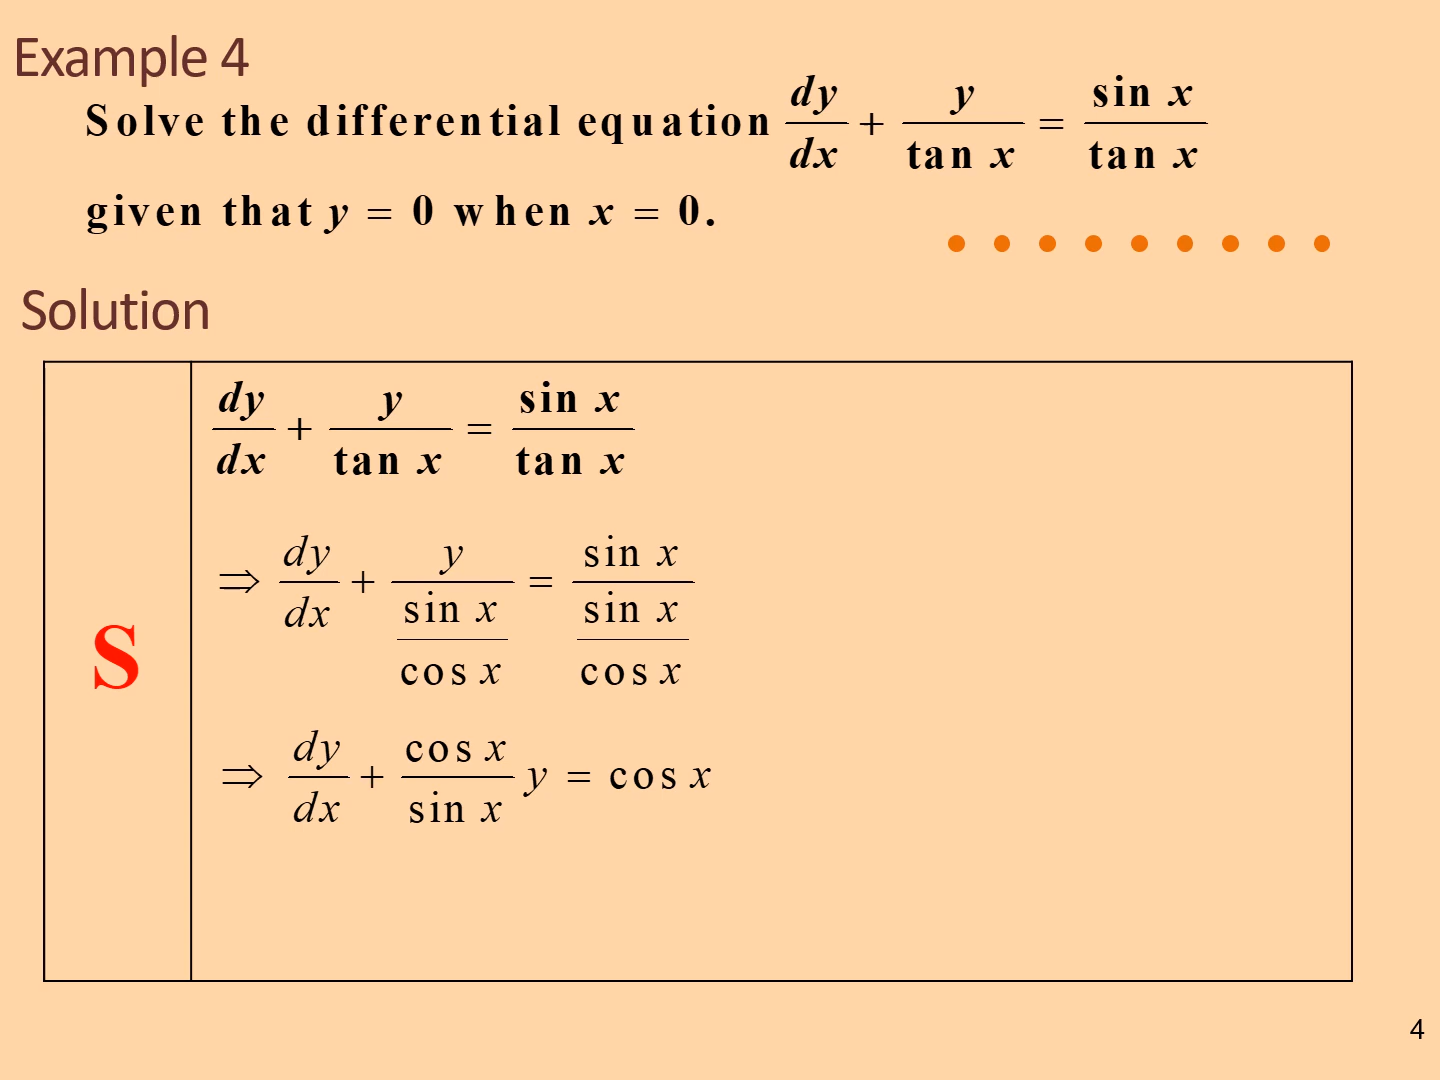 Example 4
Solve the differential equation dy/dx + y/tan x = sin x/tan x
given that y = 0 when x = 0.
Solution
dy/dx + y/tan x = sin x/tan x
S
⇒ dy/dx + y/(sin x/cos x) = sin x/(sin x/cos x)
⇒ dy/dx + cos x/sin x y = cos x
4